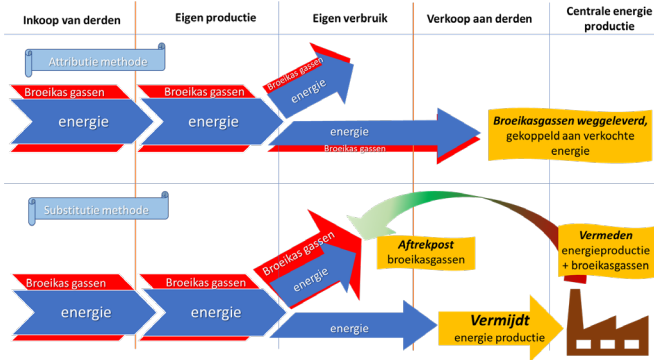 Inkoop van derden
Eigen productie
Eigen verbruik
Verkoop aan derden
Centrale energie
productie
Attributie methode
Broeikas gassen
energie
Broeikas gassen
energie
Broeikas gassen
energie
energie
Broeikas gassen
Broeikasgassen weggeleverd,
gekoppeld aan verkochte
energie
Substitutie methode
Broeikas gassen
energie
Broeikas gassen
energie
Broeikas gassen
energie
energie
Aftrekpost
broeikasgassen
Vermeden
energieproductie
+ broeikasgassen
Vermijdt
energie productie